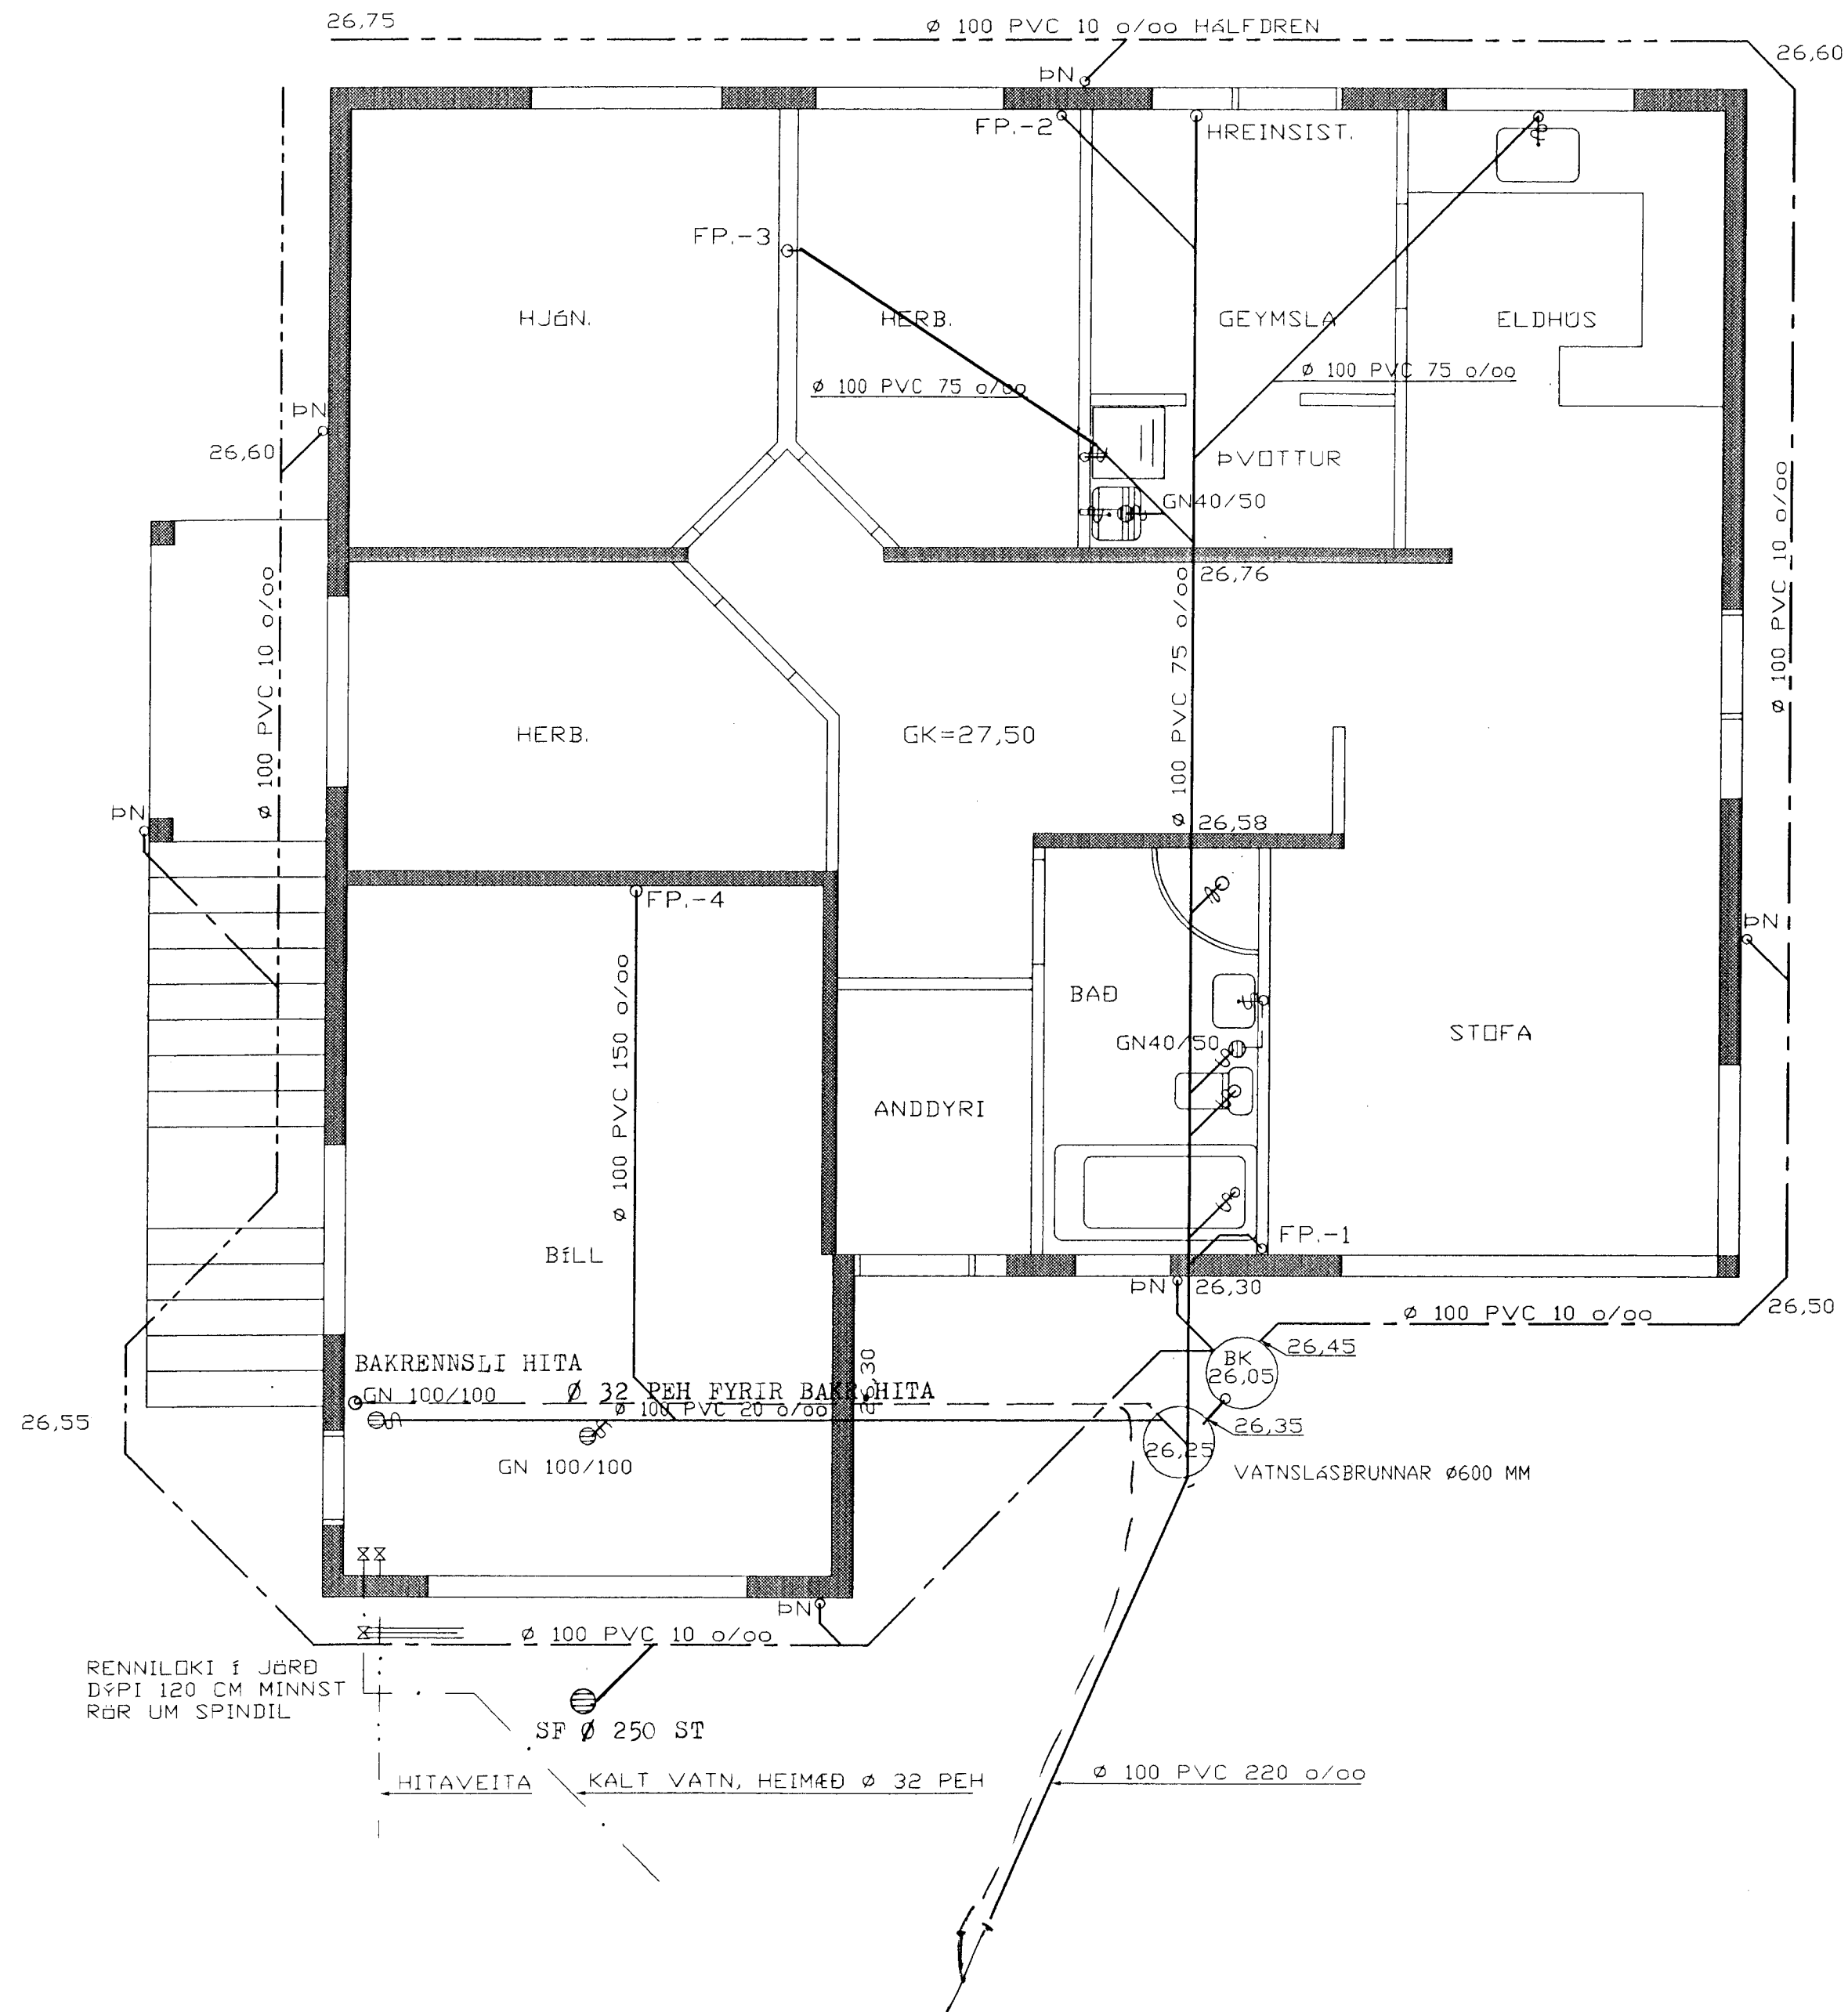 26,75
Ø 100 PVC 10 o/oo HáLFDREN
26,60
ÞN
FP.-2
HREINSIST.
FP.-3
HJóN.
HERB.
GEYMSLA
ELDHúS
Ø 100 PVC 75 o/oo
Ø 100 PVC 75 o/oo
ÞN
26,60
ÞVOTTUR
GN40/50
Ø 100 PVC 10 o/oo
Ø 100 PVC 10 o/oo
26,76
Ø 100 PVC 75 o/oo
HERB.
GK=27,50
ÞN
26,58
FP.-4
ÞN
Ø 100 PVC 150 o/oo
BAÐ
STOFA
GN40/50
ANDDYRI
FP.-1
BíLL
ÞN
26,30
26,50
Ø 100 PVC 10 o/oo
26,45
BK
26,05
BAKRENNSLI HITA
GN 100/100
Ø 32 PEH FYRIR BAKR.HITA
Ø 100 PVC 20 o/oo
26,55
26,35
26,25
GN 100/100
VATNSLáSBRUNNAR Ø600 MM
ÞN
Ø 100 PVC 10 o/oo
RENNILOKI í JöRÐ
DýPI 120 CM MINNST
RöR UM SPINDIL
SF Ø 250 ST
HITAVEITA
KALT VATN, HEIMÆÐ Ø 32 PEH
Ø 100 PVC 220 o/oo